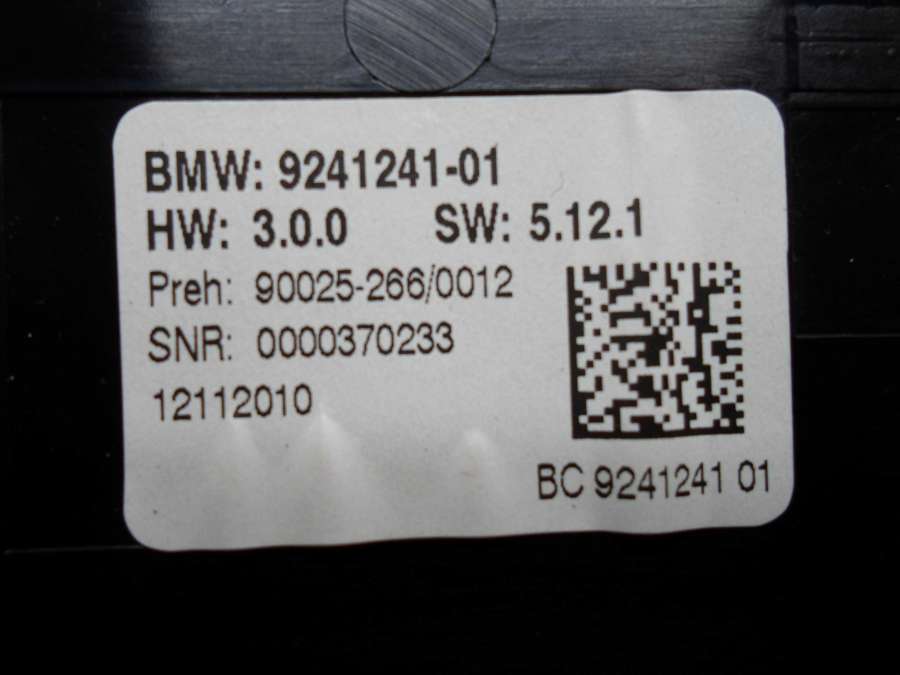 BMW: 9241241-01
HW: 3.0.0 SW: 5.12.1
Preh: 90025-266/0012
SNR: 0000370233
12112010
BC 9241241 01